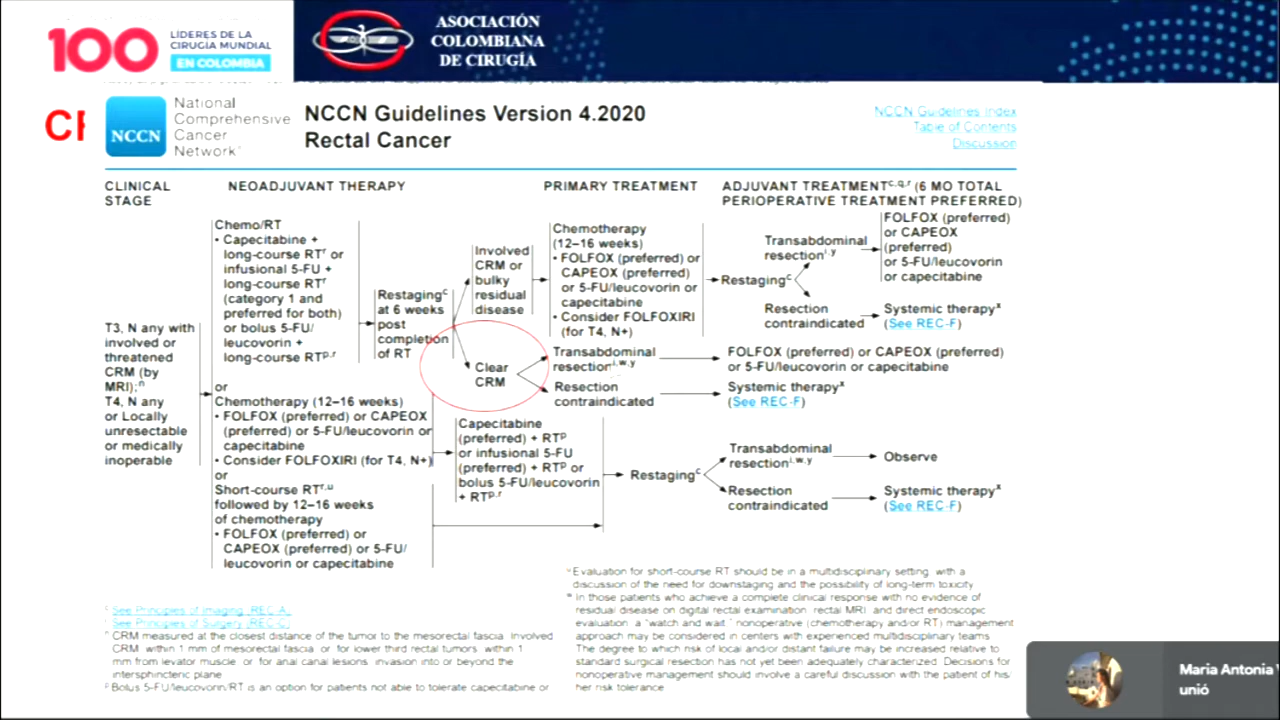 100
LÍDERES DE LA
CIRUGÍA MUNDIAL
EN COLOMBIA
ASOCIACIÓN
COLOMBIANA
DE CIRUGÍA
NCCN
National
Comprehensive
Cancer
Network
NCCN Guidelines Version 4.2020
Rectal Cancer
NCCN Guidelines Index
Table of Contents
Discussion
CLINICAL
STAGE
NEOADJUVANT THERAPY
PRIMARY TREATMENT
ADJUVANT TREATMENTc,q,r (6 MO TOTAL
PERIOPERATIVE TREATMENT PREFERRED)
T3, N any with
involved or
threatened
CRM (by
MRI);n
T4, N any
or Locally
unresectable
or medically
inoperable
Chemo/RT
• Capecitabine +
long-course RTr or
infusional 5-FU +
long-course RTr
(category 1 and
preferred for both)
or bolus 5-FU/
leucovorin +
long-course RTp,r
or
Chemotherapy (12–16 weeks)
• FOLFOX (preferred) or CAPEOX
(preferred) or 5-FU/leucovorin or
capecitabine
• Consider FOLFOXIRI (for T4, N+)
or
Short-course RTr,u
followed by 12–16 weeks
of chemotherapy
• FOLFOX (preferred) or
CAPEOX (preferred) or 5-FU/
leucovorin or capecitabine
Restagingc
at 6 weeks
post
completion
of RT
Involved
CRM or
bulky
residual
disease
Clear
CRM
Chemotherapy
(12–16 weeks)
• FOLFOX (preferred) or
CAPEOX (preferred)
or 5-FU/leucovorin or
capecitabine
• Consider FOLFOXIRI
(for T4, N+)
Restagingc
Transabdominal
resectioni,y
Resection
contraindicated
FOLFOX (preferred)
or CAPEOX
(preferred)
or 5-FU/leucovorin
or capecitabine
Systemic therapyx
(See REC-F)
Transabdominal
resectioni,w,y
FOLFOX (preferred) or CAPEOX (preferred)
or 5-FU/leucovorin or capecitabine
Resection
contraindicated
Systemic therapyx
(See REC-F)
Capecitabine
(preferred) + RTp
or infusional 5-FU
(preferred) + RTp or
bolus 5-FU/leucovorin
+ RTp,r
Restagingc
Transabdominal
resectioni,w,y
Observe
Resection
contraindicated
Systemic therapyx
(See REC-F)
See Principles of Imaging (REC-A)
See Principles of Surgery (REC-C)
n CRM measured at the closest distance of the tumor to the mesorectal fascia. Involved
CRM: within 1 mm of mesorectal fascia; or, for lower third rectal tumors, within 1
mm from levator muscle; or, for anal canal lesions, invasion into or beyond the
intersphincteric plane
p Bolus 5-FU/leucovorin/RT is an option for patients not able to tolerate capecitabine or
u Evaluation for short-course RT should be in a multidisciplinary setting, with a
discussion of the need for downstaging and the possibility of long-term toxicity.
w In those patients who achieve a complete clinical response with no evidence of
residual disease on digital rectal examination, rectal MRI, and direct endoscopic
evaluation, a "watch and wait," nonoperative (chemotherapy and/or RT) management
approach may be considered in centers with experienced multidisciplinary teams.
The degree to which risk of local and/or distant failure may be increased relative to
standard surgical resection has not yet been adequately characterized. Decisions for
nonoperative management should involve a careful discussion with the patient of his/
her risk tolerance
Maria Antonia
unió